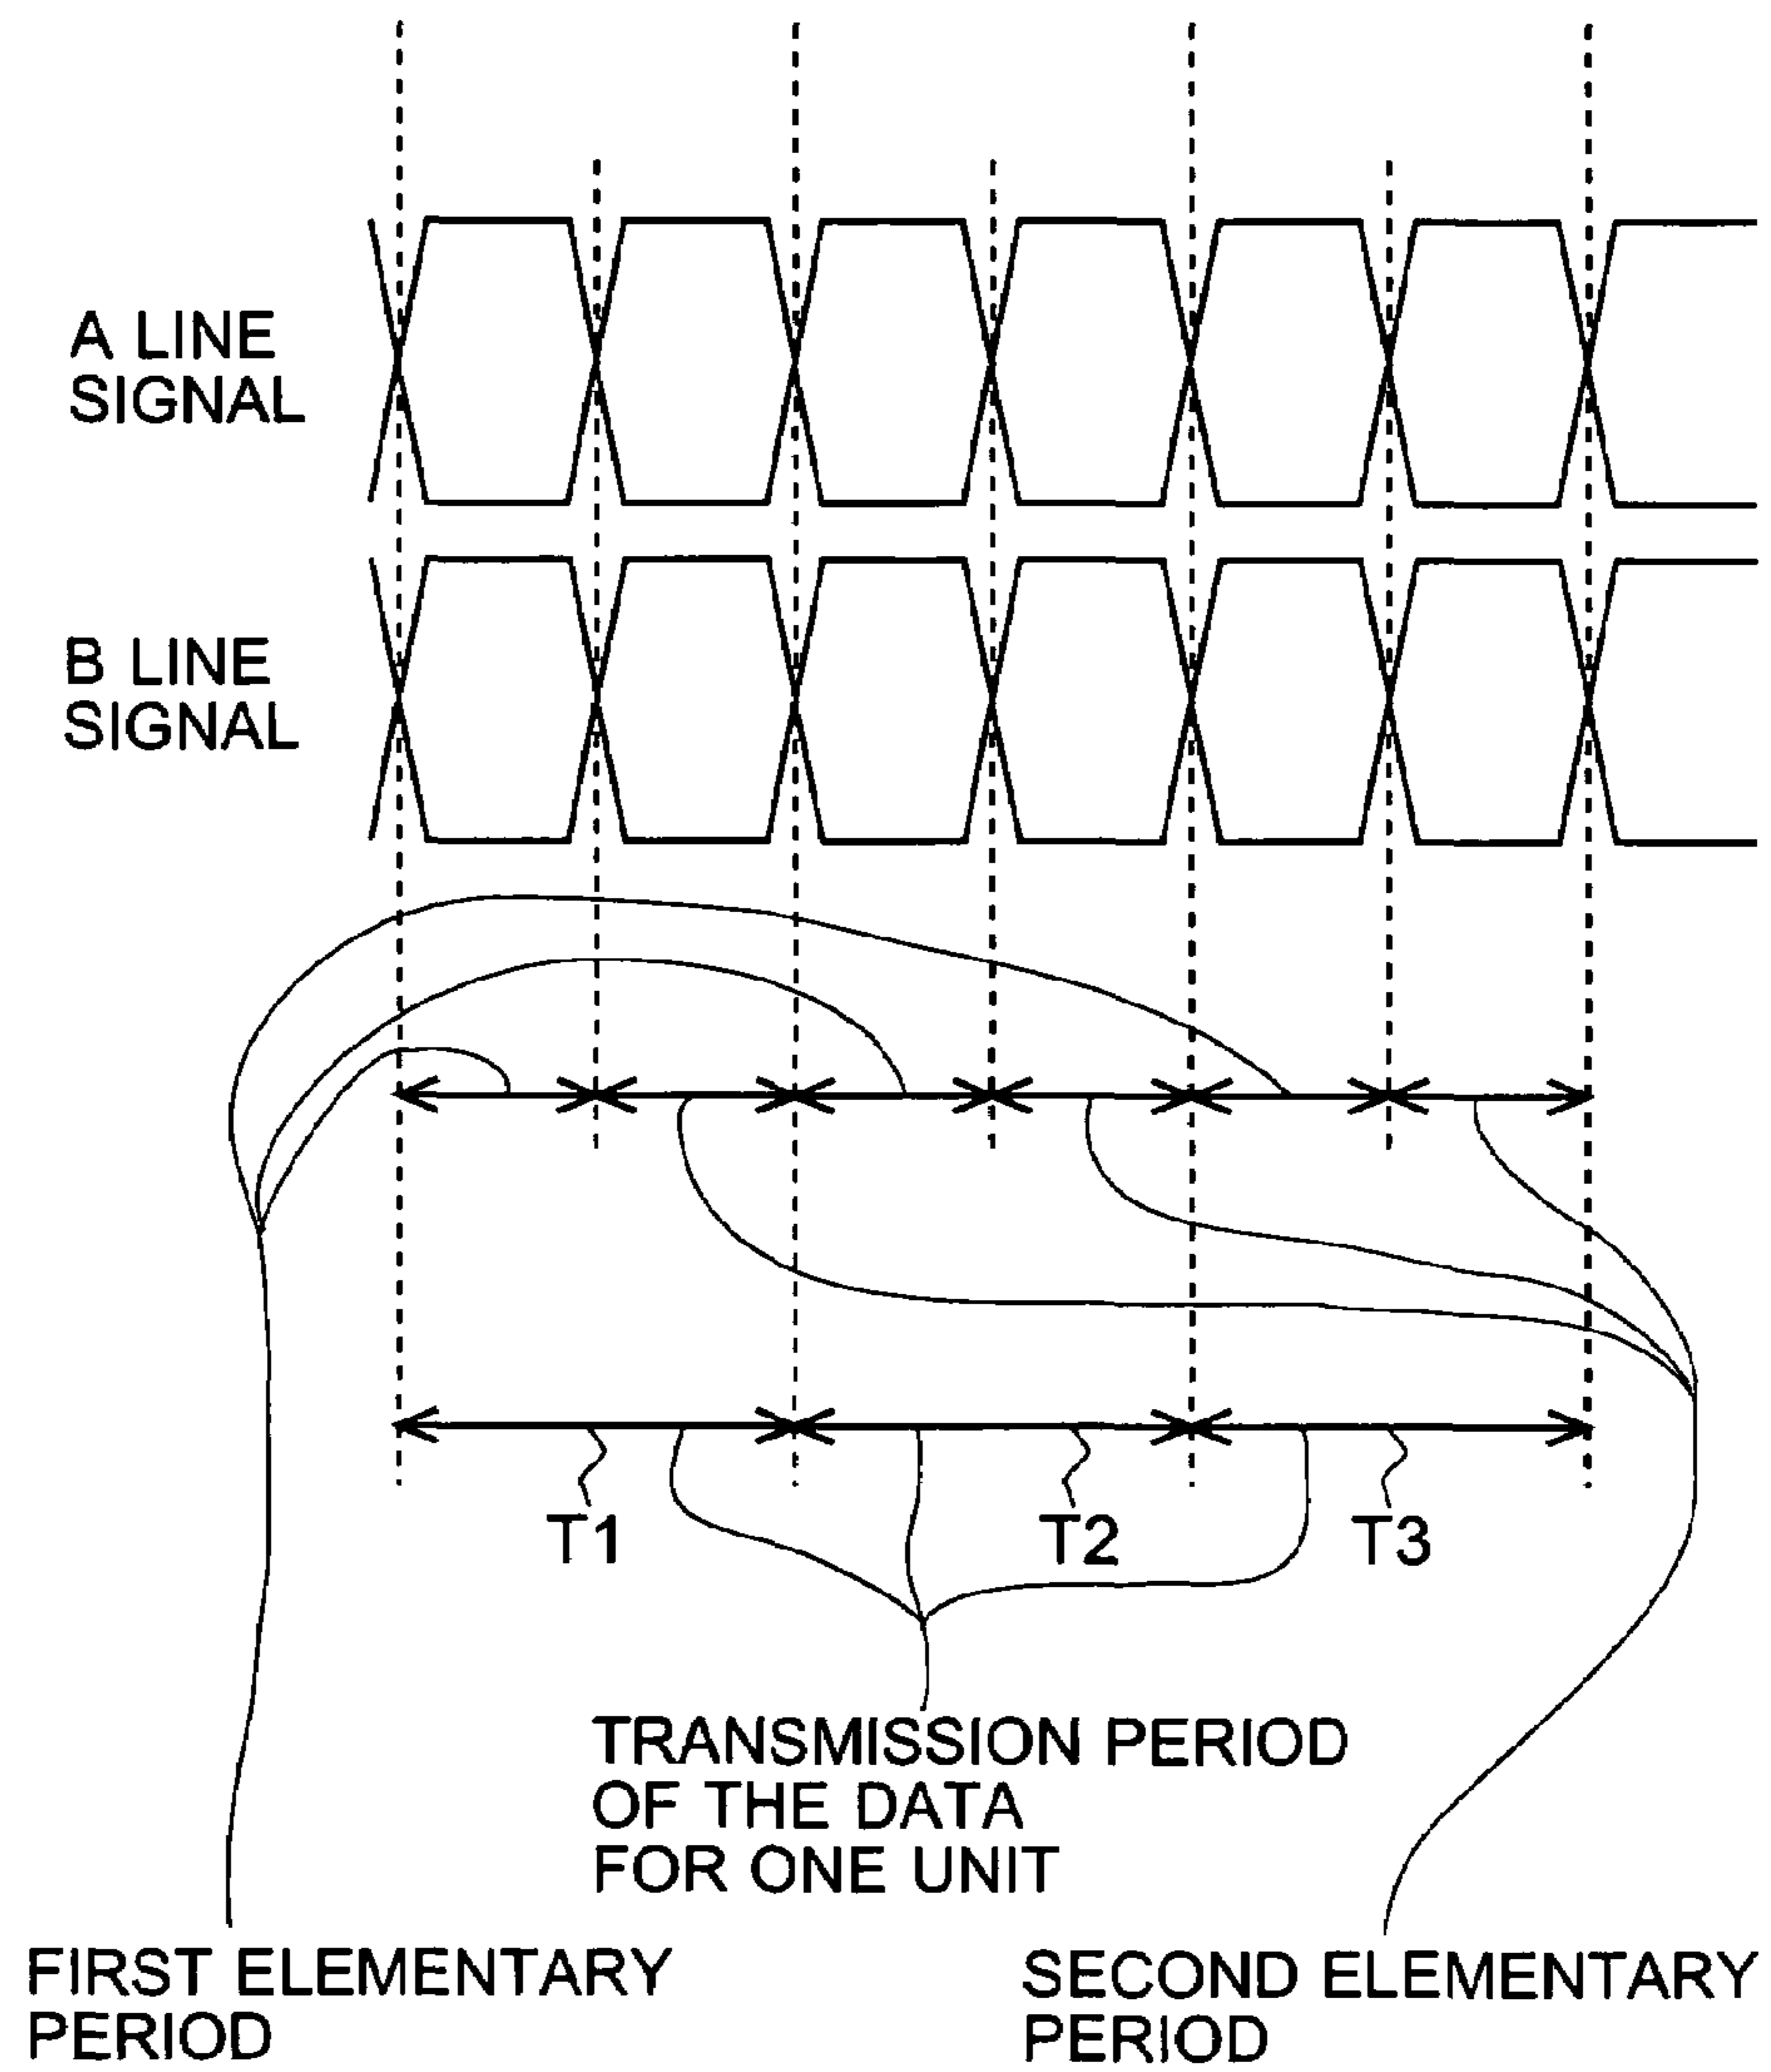 A LINE
SIGNAL
B LINE
SIGNAL
T1
T2
T3
TRANSMISSION PERIOD
OF THE DATA
FOR ONE UNIT
FIRST ELEMENTARY
PERIOD
SECOND ELEMENTARY
PERIOD